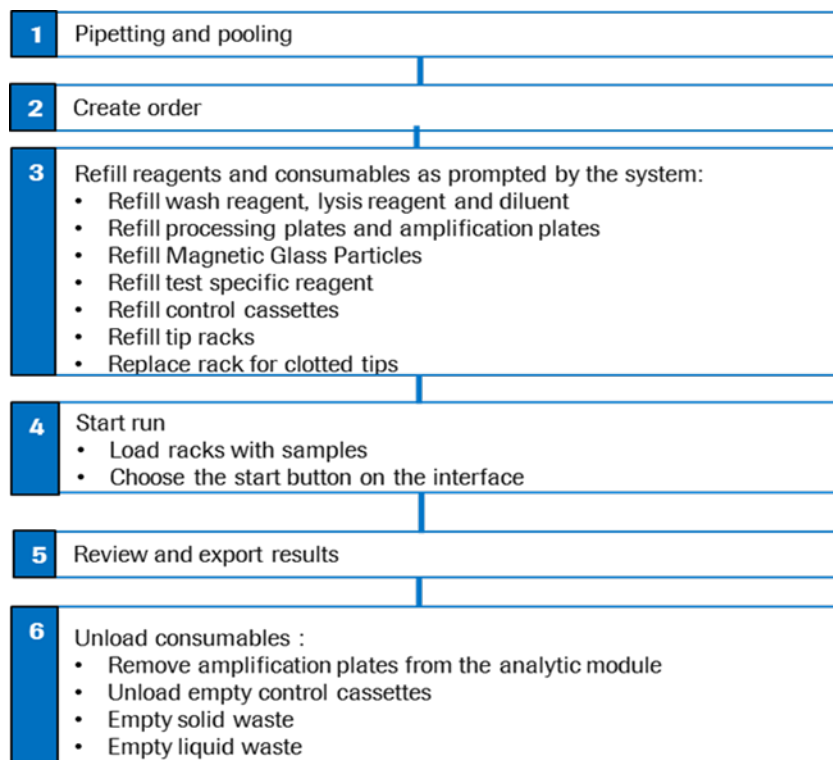 1 Pipetting and pooling
2 Create order
3 Refill reagents and consumables as prompted by the system:
• Refill wash reagent, lysis reagent and diluent
• Refill processing plates and amplification plates
• Refill Magnetic Glass Particles
• Refill test specific reagent
• Refill control cassettes
• Refill tip racks
• Replace rack for clotted tips
4 Start run
• Load racks with samples
• Choose the start button on the interface
5 Review and export results
6 Unload consumables :
• Remove amplification plates from the analytic module
• Unload empty control cassettes
• Empty solid waste
• Empty liquid waste